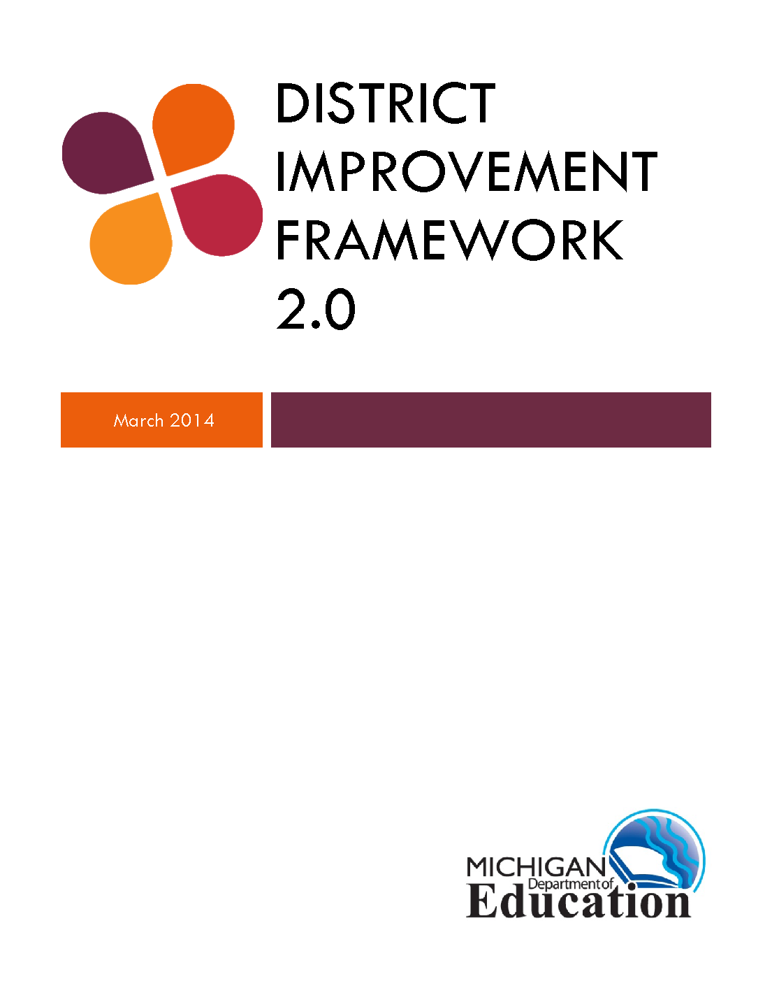 DISTRICT
IMPROVEMENT
FRAMEWORK
2.0
March 2014
MICHIGAN
Department of
Education